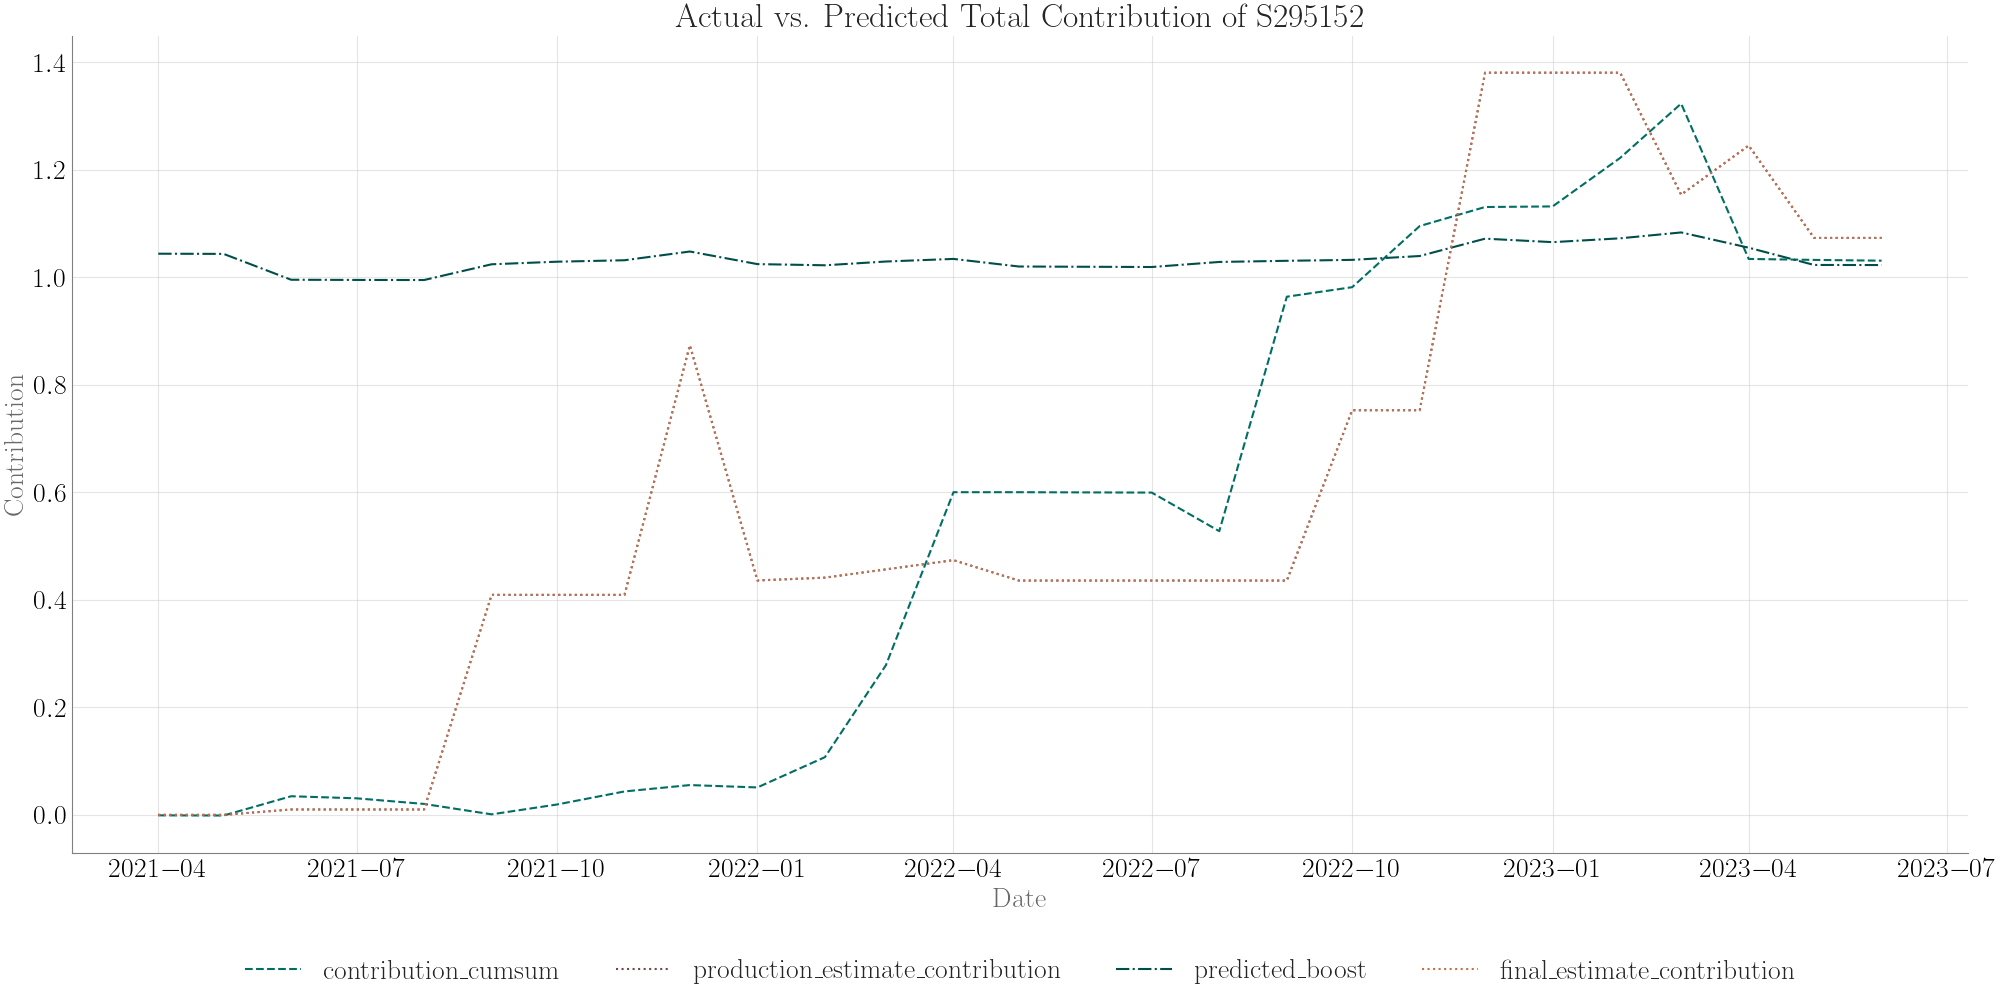 Actual vs. Predicted Total Contribution of S295152
1.4
1.2
1.0
0.8
0.6
0.4
0.2
0.0
Contribution
2021−04 2021−07 2021−10 2022−01 2022−04 2022−07 2022−10 2023−01 2023−04 2023−07
Date
contribution_cumsum production_estimate_contribution predicted_boost final_estimate_contribution